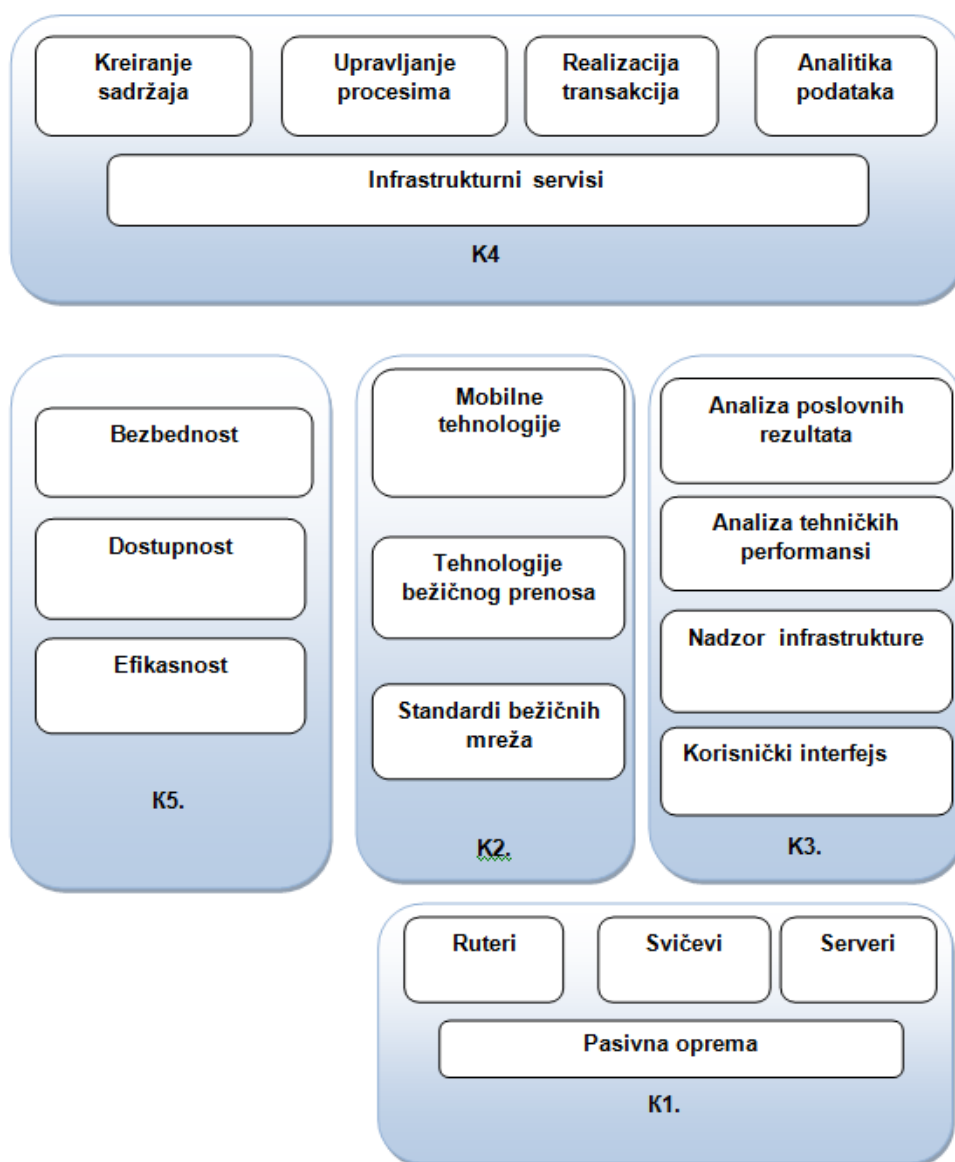 Kreiranje
sadržaja
Upravljanje
procesima
Realizacija
transakcija
Analitika
podataka
Infrastrukturni servisi
K4
Bezbednost
Dostupnost
Efikasnost
K5.
Mobilne
tehnologije
Tehnologije
bežičnog prenosa
Standardi bežičnih
mreža
K2.
Analiza poslovnih
rezultata
Analiza tehničkih
performansi
Nadzor infrastrukture
Korisnički interfejs
K3.
Ruteri
Svičevi
Serveri
Pasivna oprema
K1.